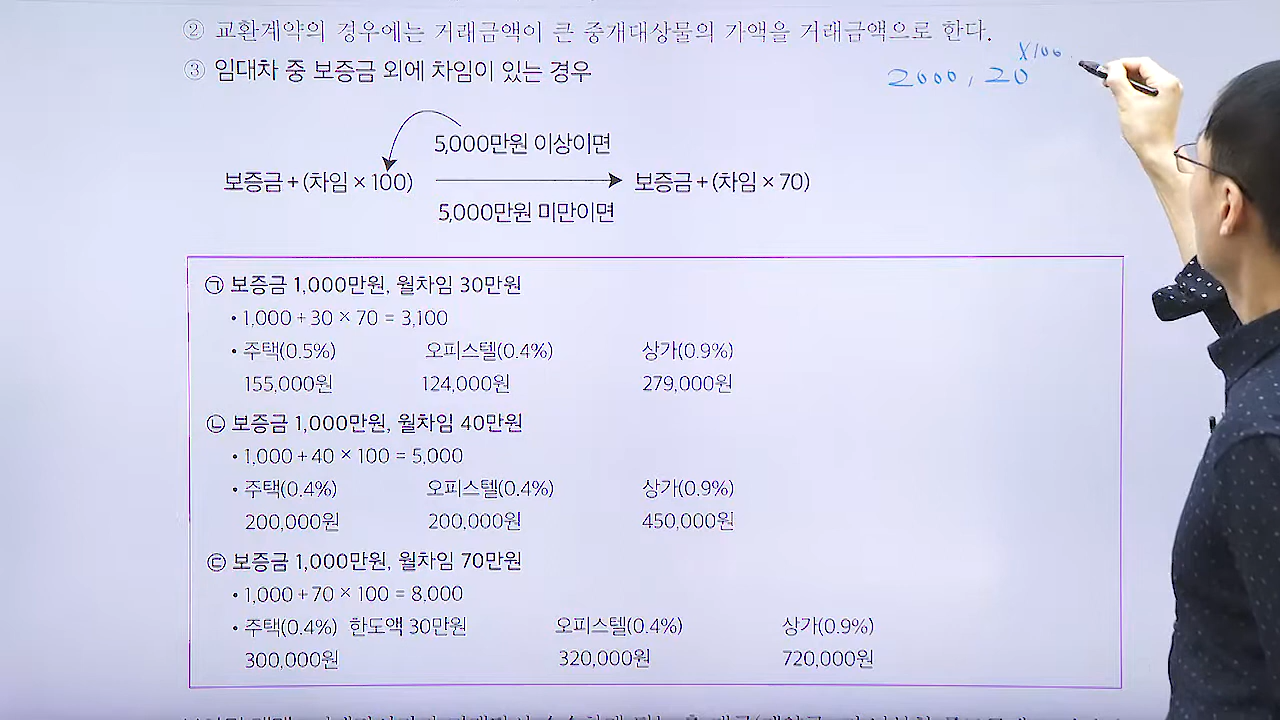 ② 교환계약의 경우에는 거래금액이 큰 중개대상물의 가액을 거래금액으로 한다.
③ 임대차 중 보증금 외에 차임이 있는 경우
2000, 20 ×100
5,000만원 이상이면
보증금 + (차임 × 100) 보증금 + (차임 × 70)
5,000만원 미만이면
㉠ 보증금 1,000만원, 월차임 30만원
• 1,000 + 30 × 70 = 3,100
• 주택(0.5%) 오피스텔(0.4%) 상가(0.9%)
155,000원 124,000원 279,000원
㉡ 보증금 1,000만원, 월차임 40만원
• 1,000 + 40 × 100 = 5,000
• 주택(0.4%) 오피스텔(0.4%) 상가(0.9%)
200,000원 200,000원 450,000원
㉢ 보증금 1,000만원, 월차임 70만원
• 1,000 + 70 × 100 = 8,000
• 주택(0.4%) 한도액 30만원 오피스텔(0.4%) 상가(0.9%)
300,000원 320,000원 720,000원